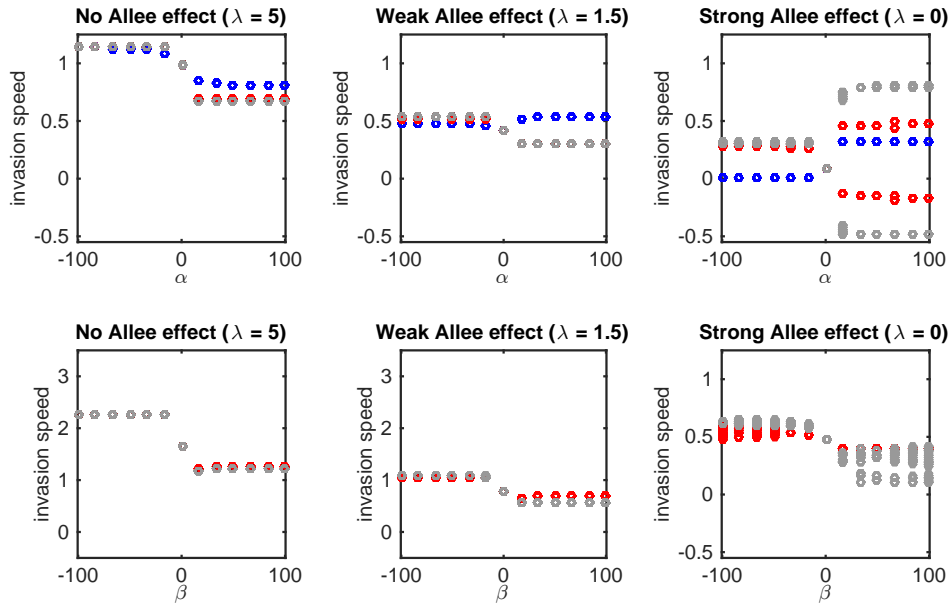 No Allee effect (λ = 5)
1
0.5
0
-0.5
invasion speed
-100
0
100
α
Weak Allee effect (λ = 1.5)
1
0.5
0
-0.5
invasion speed
-100
0
100
α
Strong Allee effect (λ = 0)
1
0.5
0
-0.5
invasion speed
-100
0
100
α
No Allee effect (λ = 5)
3
2
1
0
invasion speed
-100
0
100
β
Weak Allee effect (λ = 1.5)
3
2
1
0
invasion speed
-100
0
100
β
Strong Allee effect (λ = 0)
1
0.5
0
-0.5
invasion speed
-100
0
100
β